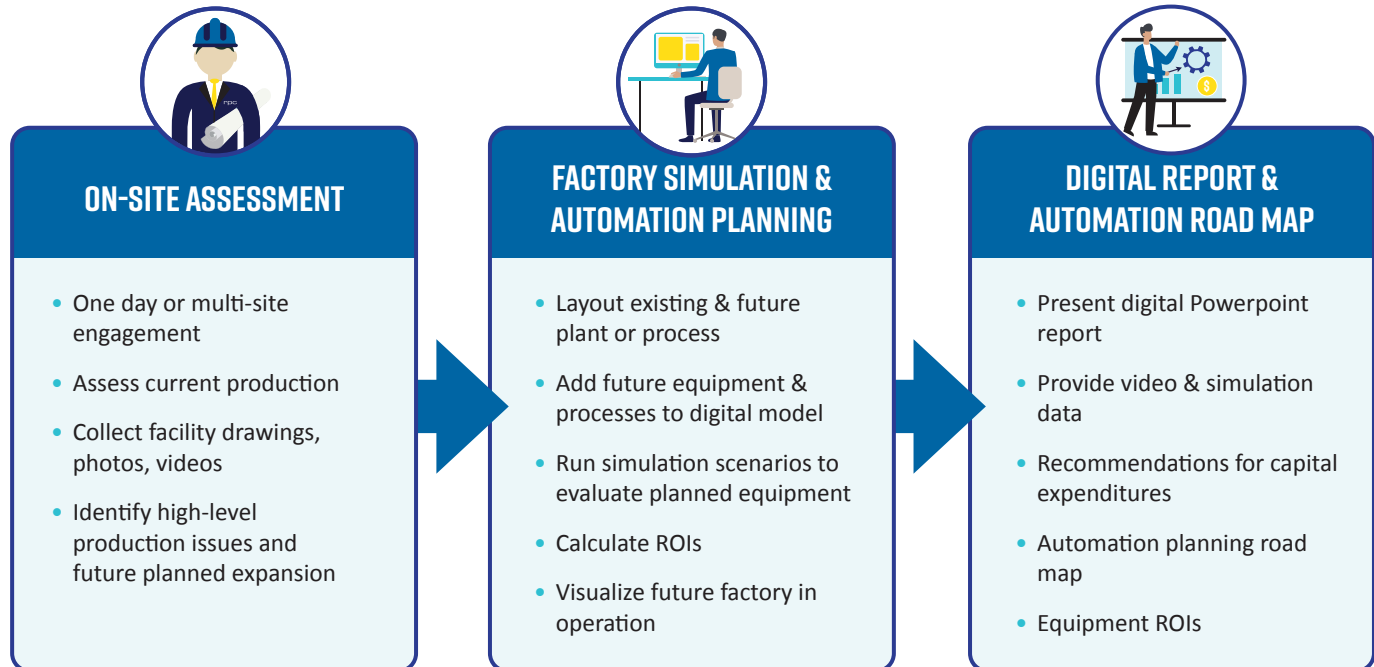 rpc
ON-SITE ASSESSMENT
• One day or multi-site
engagement
• Assess current production
• Collect facility drawings,
photos, videos
• Identify high-level
production issues and
future planned expansion
FACTORY SIMULATION &
AUTOMATION PLANNING
• Layout existing & future
plant or process
• Add future equipment &
processes to digital model
• Run simulation scenarios to
evaluate planned equipment
• Calculate ROIs
• Visualize future factory in
operation
$
DIGITAL REPORT &
AUTOMATION ROAD MAP
• Present digital Powerpoint
report
• Provide video & simulation
data
• Recommendations for capital
expenditures
• Automation planning road
map
• Equipment ROIs